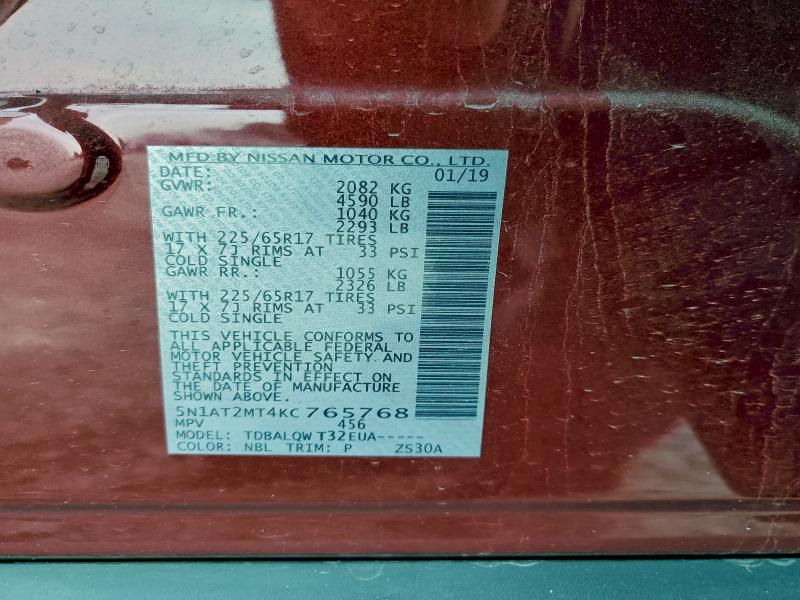 MFD BY NISSAN MOTOR CO., LTD.
DATE: 01/19
GVWR: 2082 KG
4590 LB
GAWR FR.: 1040 KG
2293 LB
WITH 225/65R17 TIRES
17 X 7J RIMS AT 33 PSI
COLD SINGLE
GAWR RR.: 1055 KG
2326 LB
WITH 225/65R17 TIRES
17 X 7J RIMS AT 33 PSI
COLD SINGLE
THIS VEHICLE CONFORMS TO
ALL APPLICABLE FEDERAL
MOTOR VEHICLE SAFETY AND
THEFT PREVENTION
STANDARDS IN EFFECT ON
THE DATE OF MANUFACTURE
SHOWN ABOVE.
5N1AT2MT4KC765768
MPV 456
MODEL: TDBALQW T32EUA-----
COLOR: NBL TRIM: P ZS30A